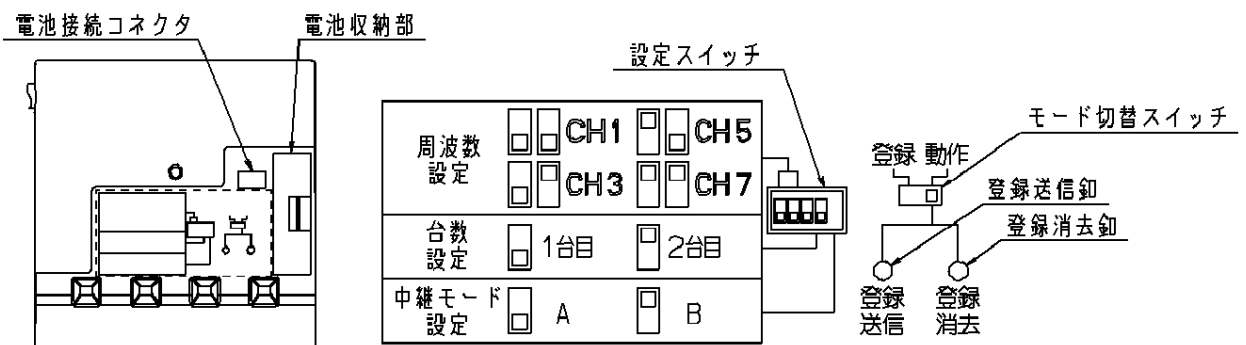 電池接続コネクタ
電池収納部
設定スイッチ
周波数
設定
CH1
CH5
CH3
CH7
台数
設定
1台目
2台目
中継モード
設定
A
B
モード切替スイッチ
登録 動作
登録送信釦
登録消去釦
登録
送信
登録
消去